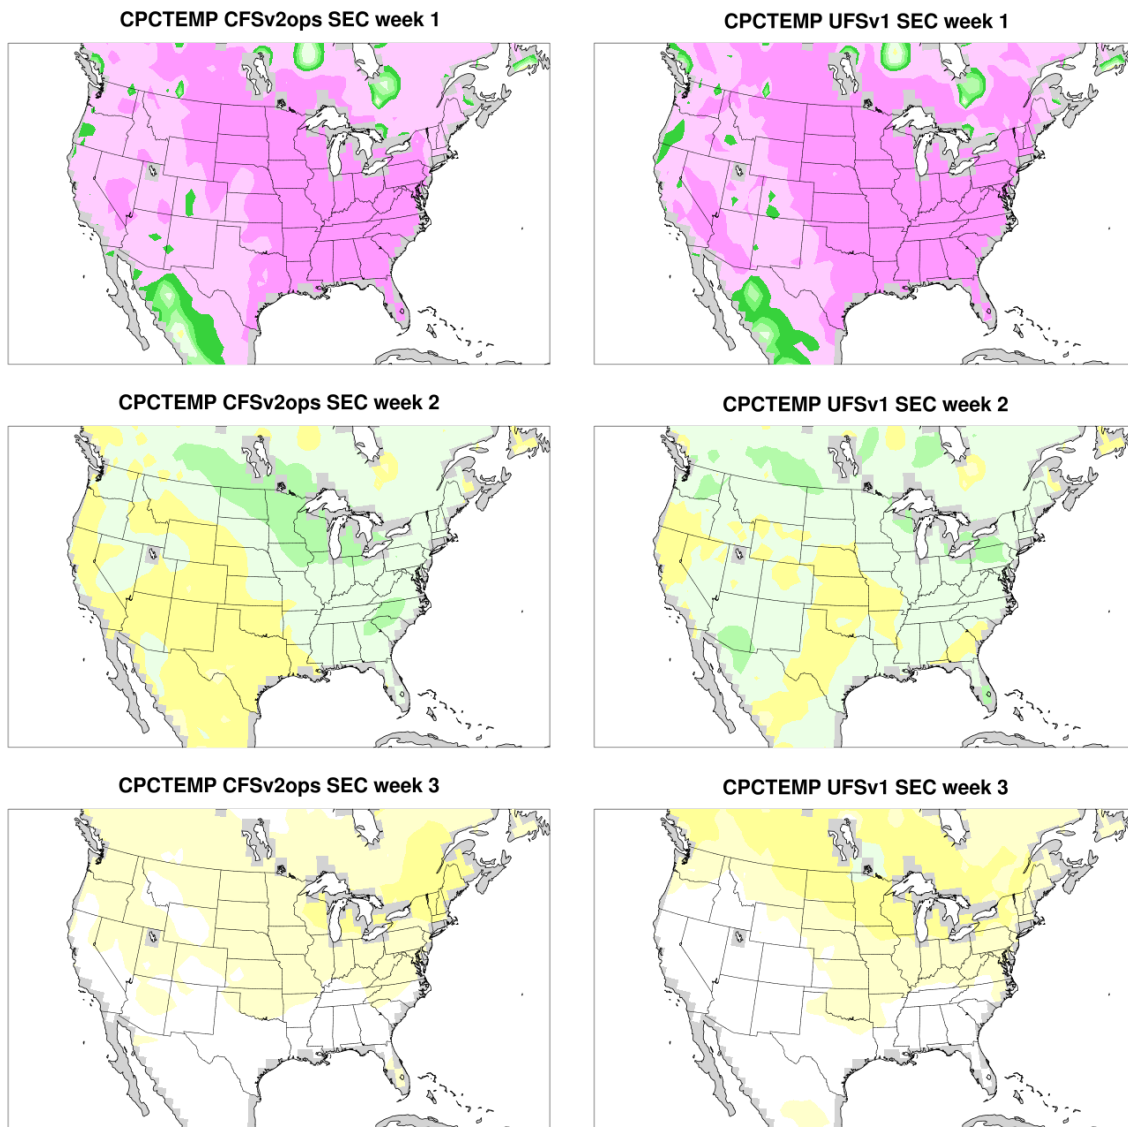 CPCTEMP CFSv2ops SEC week 1
CPCTEMP UFSv1 SEC week 1
CPCTEMP CFSv2ops SEC week 2
CPCTEMP UFSv1 SEC week 2
CPCTEMP CFSv2ops SEC week 3
CPCTEMP UFSv1 SEC week 3